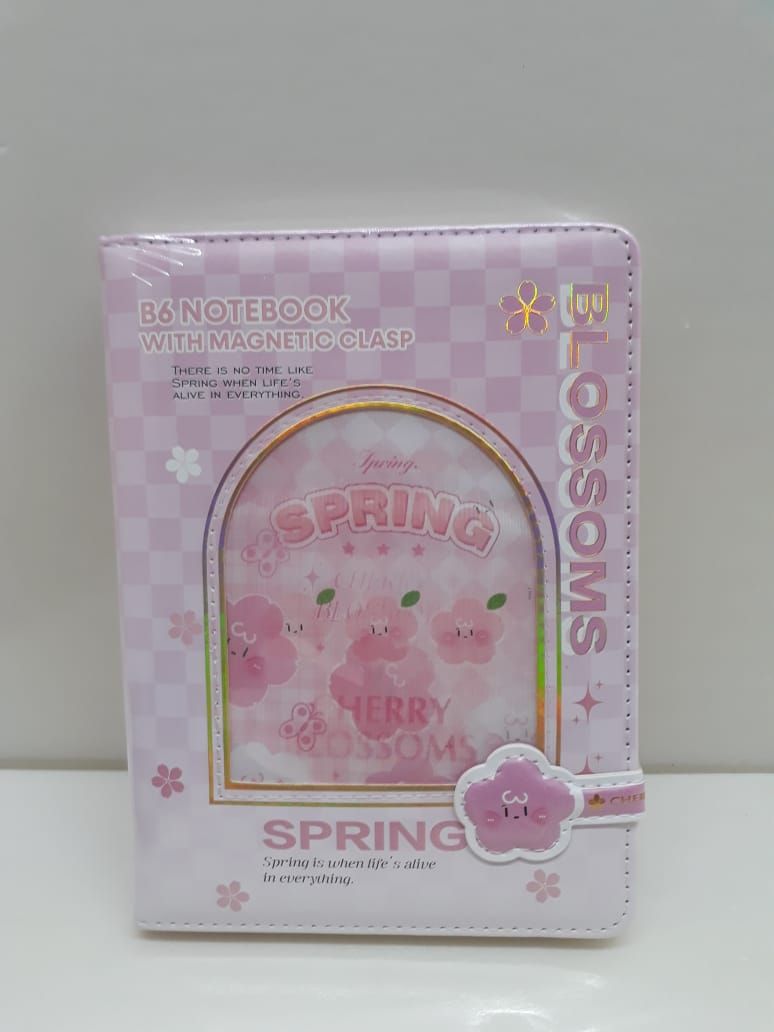 B6 NOTEBOOK
WITH MAGNETIC CLASP
THERE IS NO TIME LIKE
SPRING WHEN LIFE'S
ALIVE IN EVERYTHING.
BLOSSOMS
Spring.
SPRING
HERRY
LOSSOMS
SPRING
Spring is when life's alive
in everything.